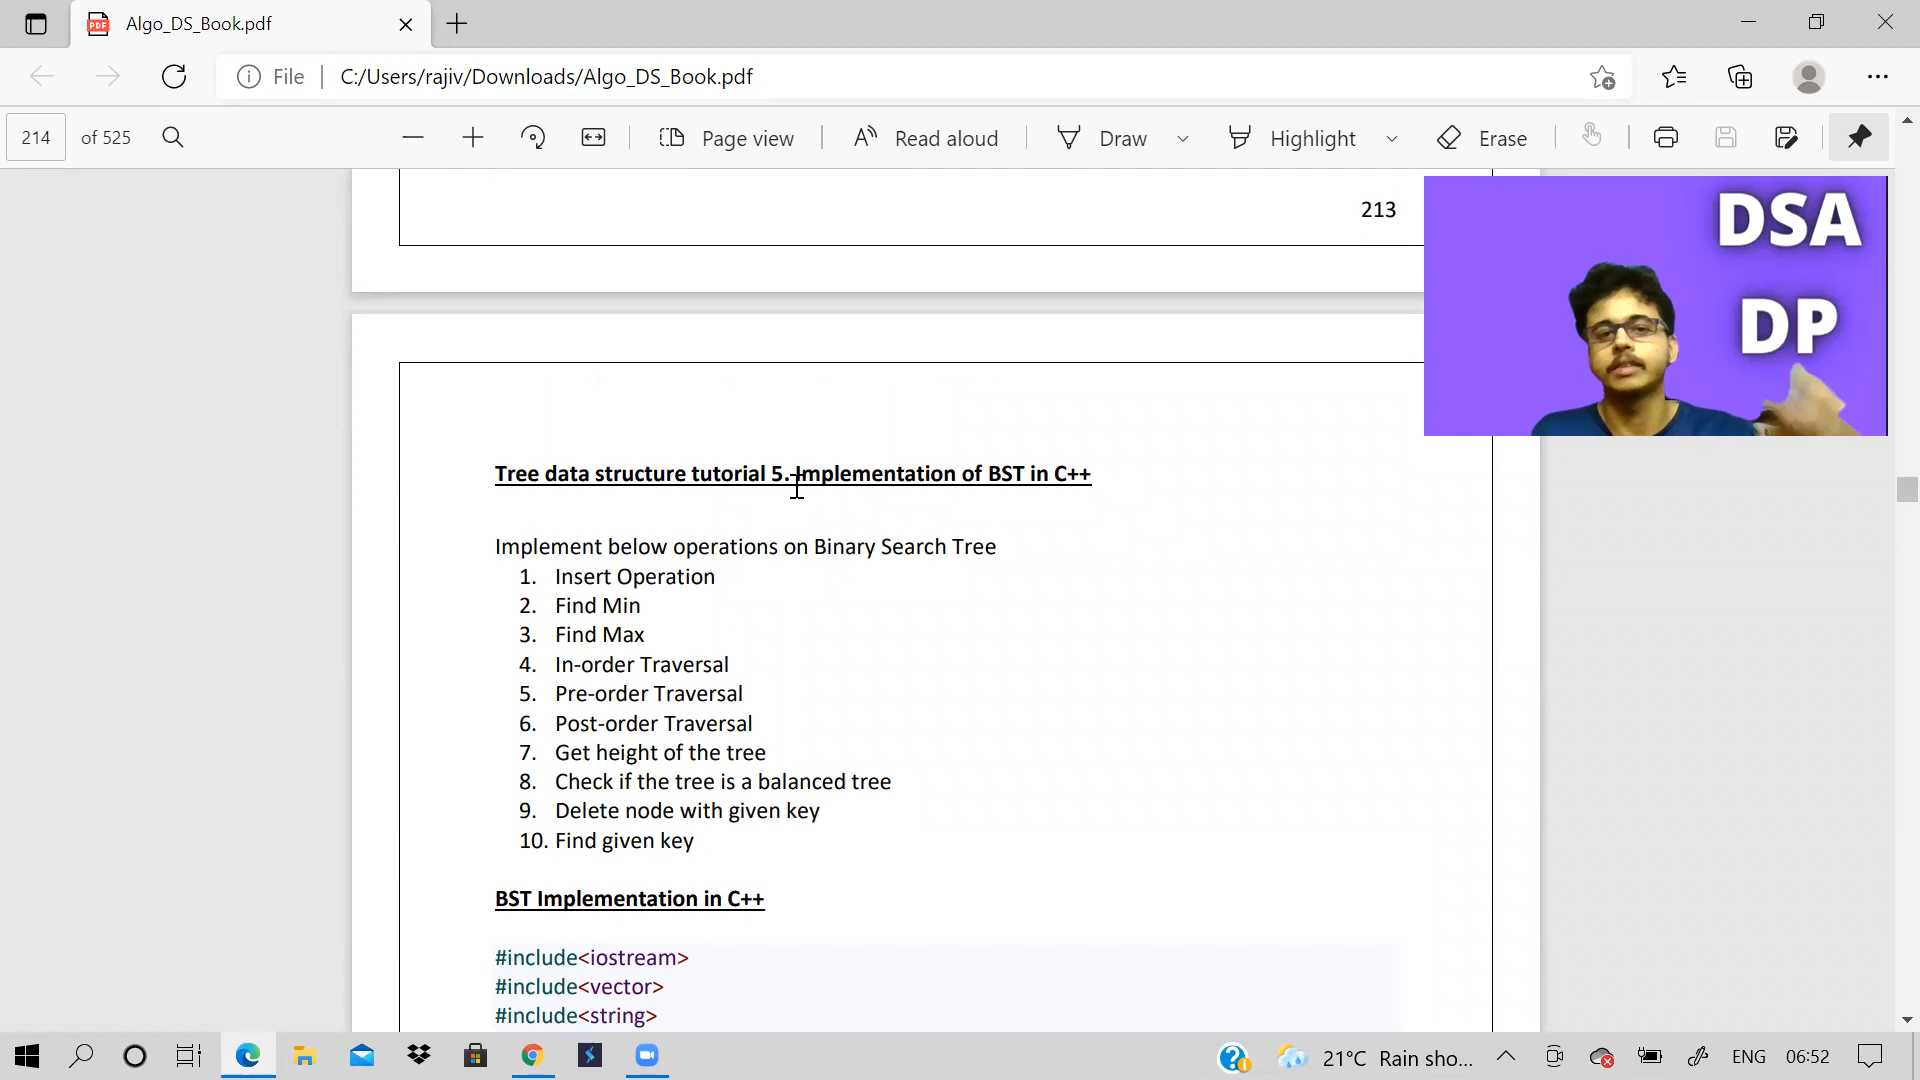 Algo_DS_Book.pdf
File
C:/Users/rajiv/Downloads/Algo_DS_Book.pdf
214 of 525
Page view
Read aloud
Draw
Highlight
Erase
213
DSA
DP
Tree data structure tutorial 5. Implementation of BST in C++
Implement below operations on Binary Search Tree
1. Insert Operation
2. Find Min
3. Find Max
4. In-order Traversal
5. Pre-order Traversal
6. Post-order Traversal
7. Get height of the tree
8. Check if the tree is a balanced tree
9. Delete node with given key
10. Find given key
BST Implementation in C++
#include<iostream>
#include<vector>
#include<string>
21°C Rain sho...
ENG
06:52